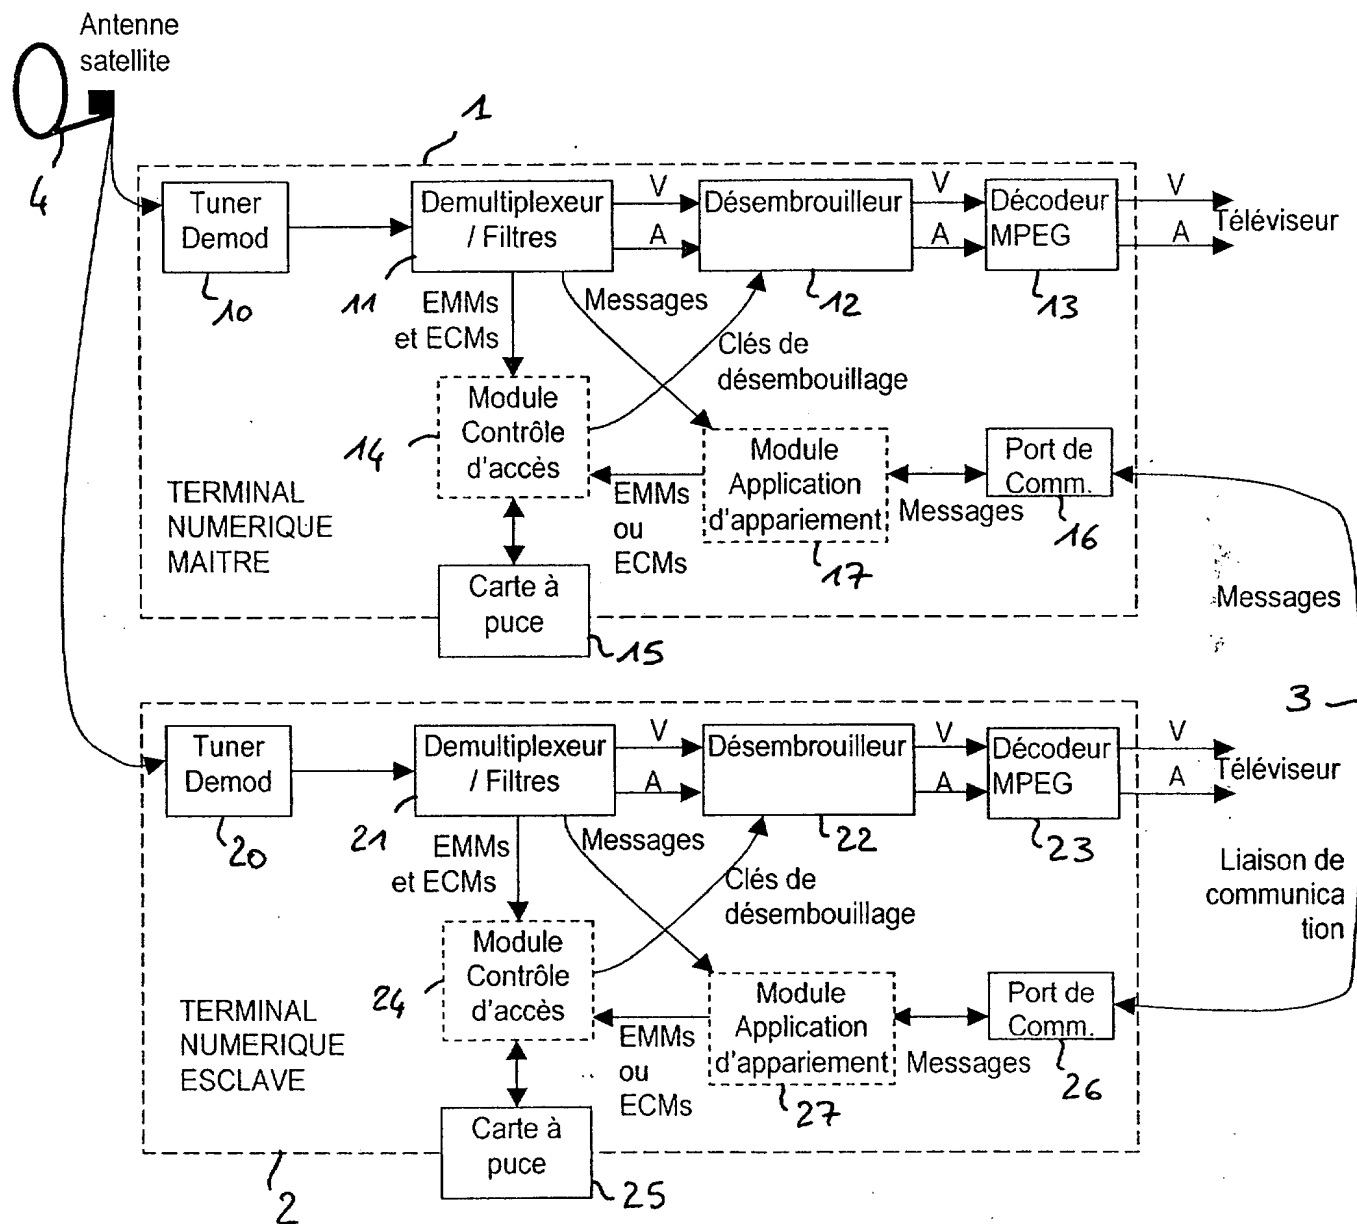 Antenne
satellite
4
1
Tuner
Demod
10
Demultiplexeur
/ Filtres
11
V
A
Désembrouilleur
12
V
A
Décodeur
MPEG
13
V
A
Téléviseur
EMMs
et ECMs
Messages
Clés de
désembouillage
Module
Contrôle
d'accès
14
EMMs
ou
ECMs
Module
Application
d'appariement
17
Messages
Port de
Comm.
16
TERMINAL
NUMERIQUE
MAITRE
Carte à
puce
15
Messages
3
Tuner
Demod
20
Demultiplexeur
/ Filtres
21
V
A
Désembrouilleur
22
V
A
Décodeur
MPEG
23
V
A
Téléviseur
EMMs
et ECMs
Messages
Clés de
désembouillage
Liaison de
communica
tion
Module
Contrôle
d'accès
24
EMMs
ou
ECMs
Module
Application
d'appariement
27
Messages
Port de
Comm.
26
TERMINAL
NUMERIQUE
ESCLAVE
Carte à
puce
25
2